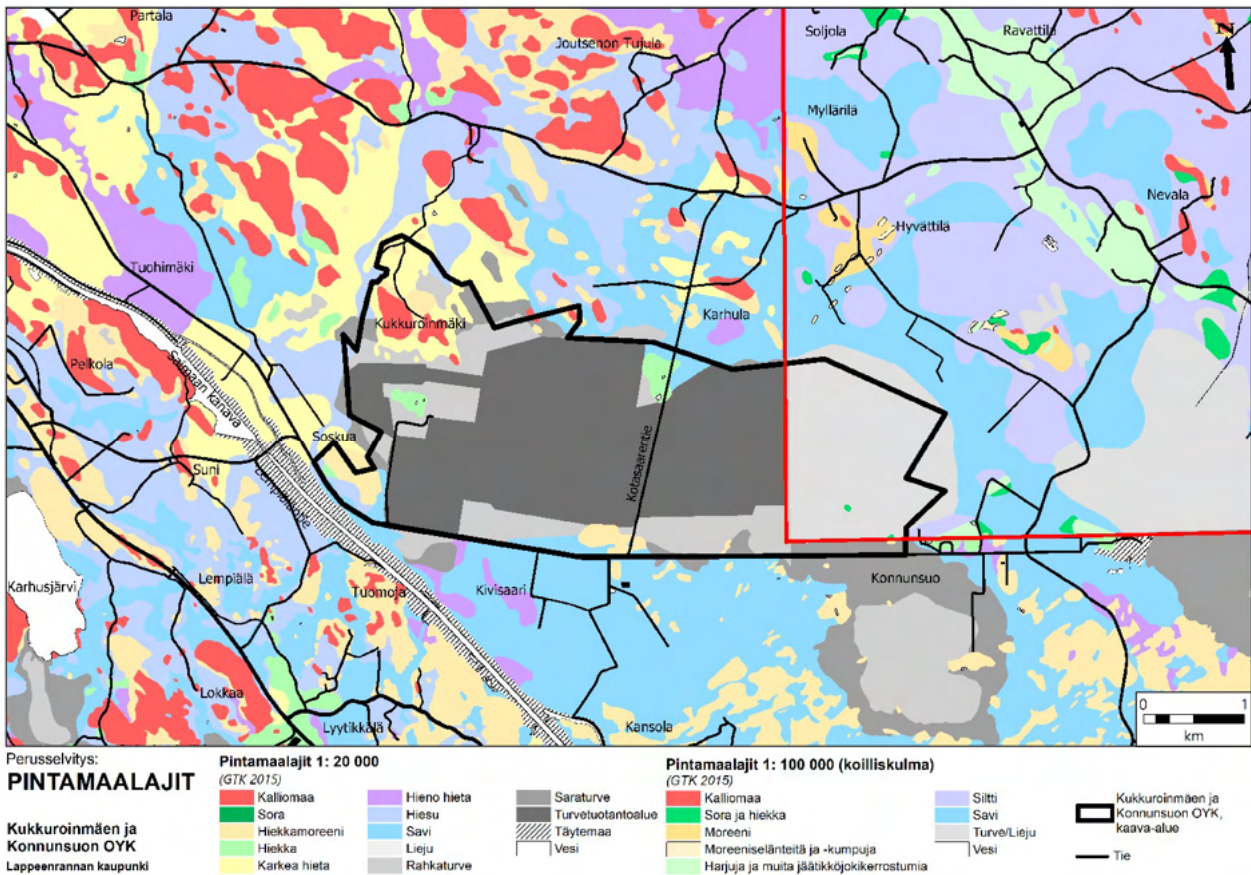 Partala
Joutsenon Tujula
Soljola
Ravattila
N
Myllärilä
Nevala
Hyvättilä
Tuohimäki
Karhula
Kukkuroinmäki
Pelkola
Saimaan kanava
Soskua
Suni
Kotasaarentie
Karhusjärvi
Lempiälä
Tuomoja
Kivisaari
Konnunsuo
Lokkaa
Lyytikkälä
Kansola
0 1
km
Perusselvitys:
PINTAMAALAJIT
Kukkuroinmäen ja
Konnunsuon OYK
Lappeenrannan kaupunki
Pintamaalajit 1: 20 000
(GTK 2015)
Kalliomaa
Sora
Hiekkamoreeni
Hiekka
Karkea hieta
Hieno hieta
Hiesu
Savi
Lieju
Rahkaturve
Saraturve
Turvetuotantoalue
Täytemaa
Vesi
Pintamaalajit 1: 100 000 (koilliskulma)
(GTK 2015)
Kalliomaa
Sora ja hiekka
Moreeni
Moreeniselänteitä ja -kumpuja
Harjuja ja muita jäätikköjokikerrostumia
Siltti
Savi
Turve/Lieju
Vesi
Kukkuroinmäen ja
Konnunsuon OYK,
kaava-alue
Tie